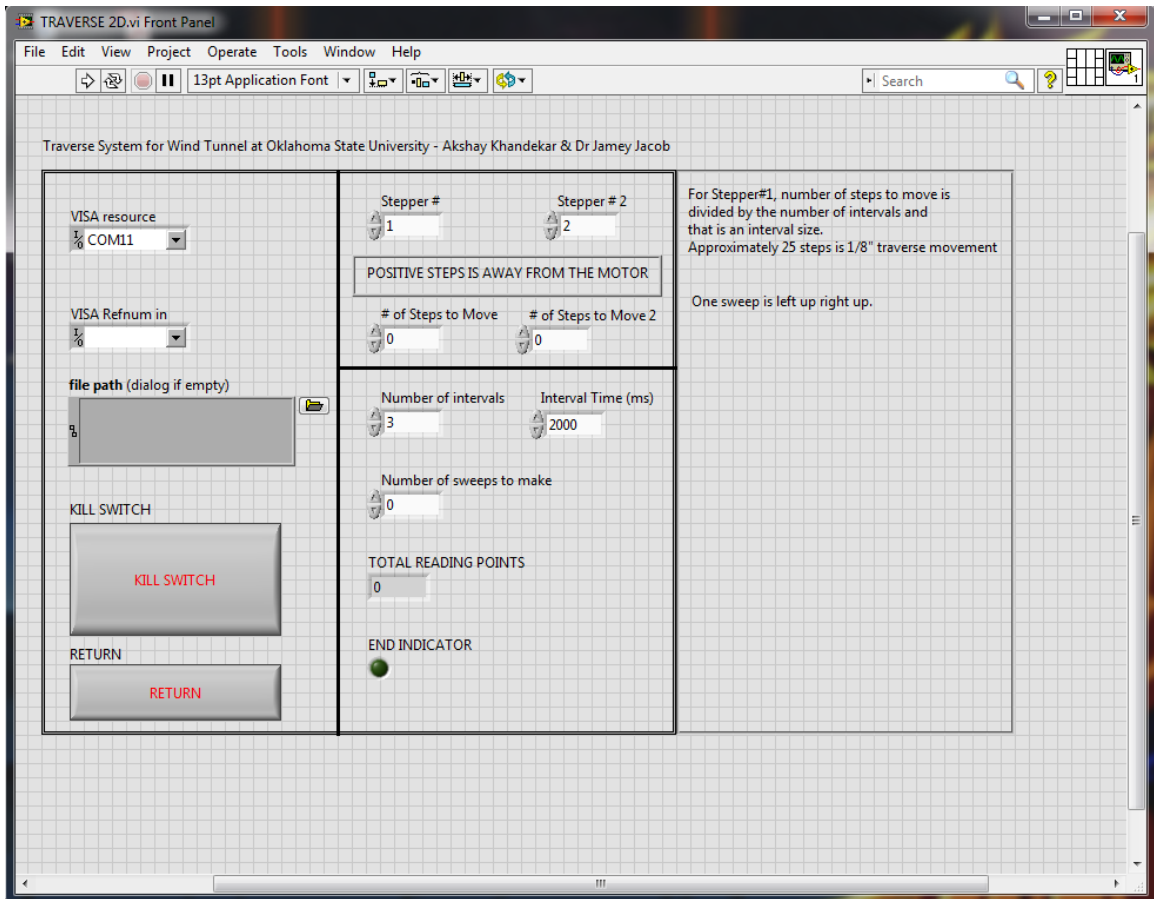 TRAVERSE 2D.vi Front Panel
File Edit View Project Operate Tools Window Help
13pt Application Font
Search
1
Traverse System for Wind Tunnel at Oklahoma State University - Akshay Khandekar & Dr Jamey Jacob
VISA resource
COM11
VISA Refnum in
file path (dialog if empty)
KILL SWITCH
KILL SWITCH
RETURN
RETURN
Stepper # Stepper # 2
1 2
POSITIVE STEPS IS AWAY FROM THE MOTOR
# of Steps to Move # of Steps to Move 2
0 0
Number of intervals Interval Time (ms)
3 2000
Number of sweeps to make
0
TOTAL READING POINTS
0
END INDICATOR
For Stepper#1, number of steps to move is
divided by the number of intervals and
that is an interval size.
Approximately 25 steps is 1/8" traverse movement
One sweep is left up right up.